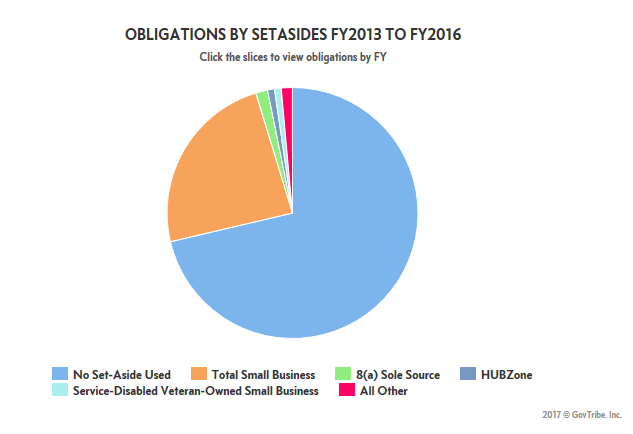 OBLIGATIONS BY SETASIDES FY2013 TO FY2016
Click the slices to view obligations by FY
No Set-Aside Used Total Small Business 8(a) Sole Source HUBZone
Service-Disabled Veteran-Owned Small Business All Other
2017 © GovTribe. Inc.